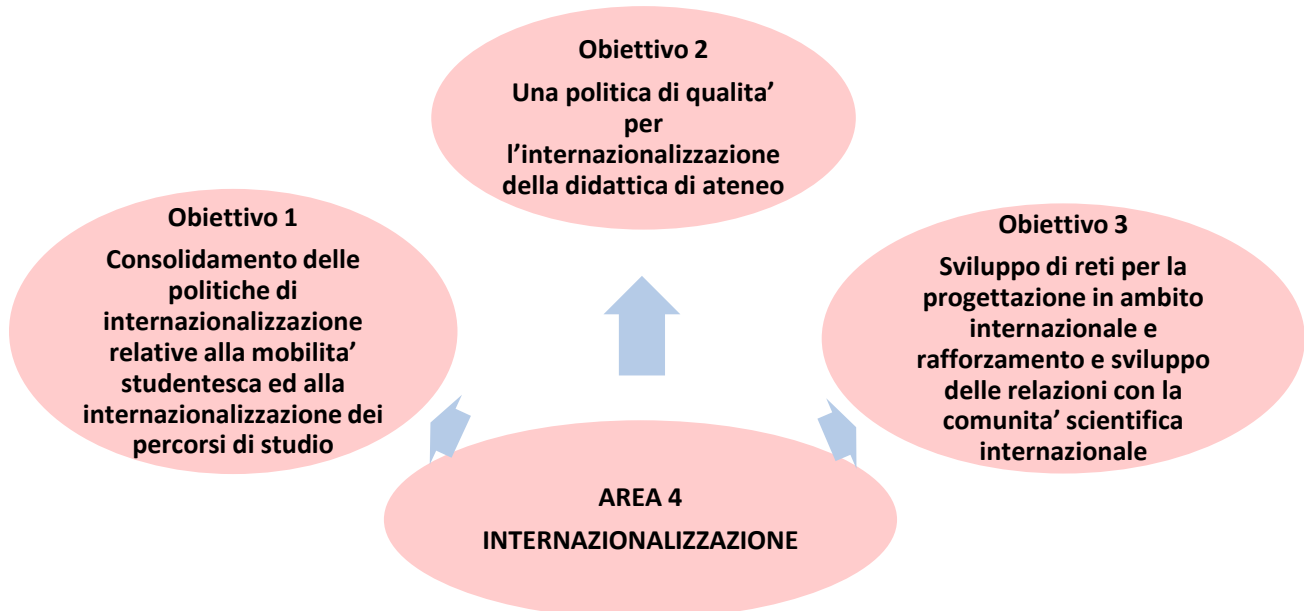 Obiettivo 2
Una politica di qualita’
per
l’internazionalizzazione
della didattica di ateneo
Obiettivo 1
Consolidamento delle
politiche di
internazionalizzazione
relative alla mobilita’
studentesca ed alla
internazionalizzazione dei
percorsi di studio
Obiettivo 3
Sviluppo di reti per la
progettazione in ambito
internazionale e
rafforzamento e sviluppo
delle relazioni con la
comunita’ scientifica
internazionale
AREA 4
INTERNAZIONALIZZAZIONE